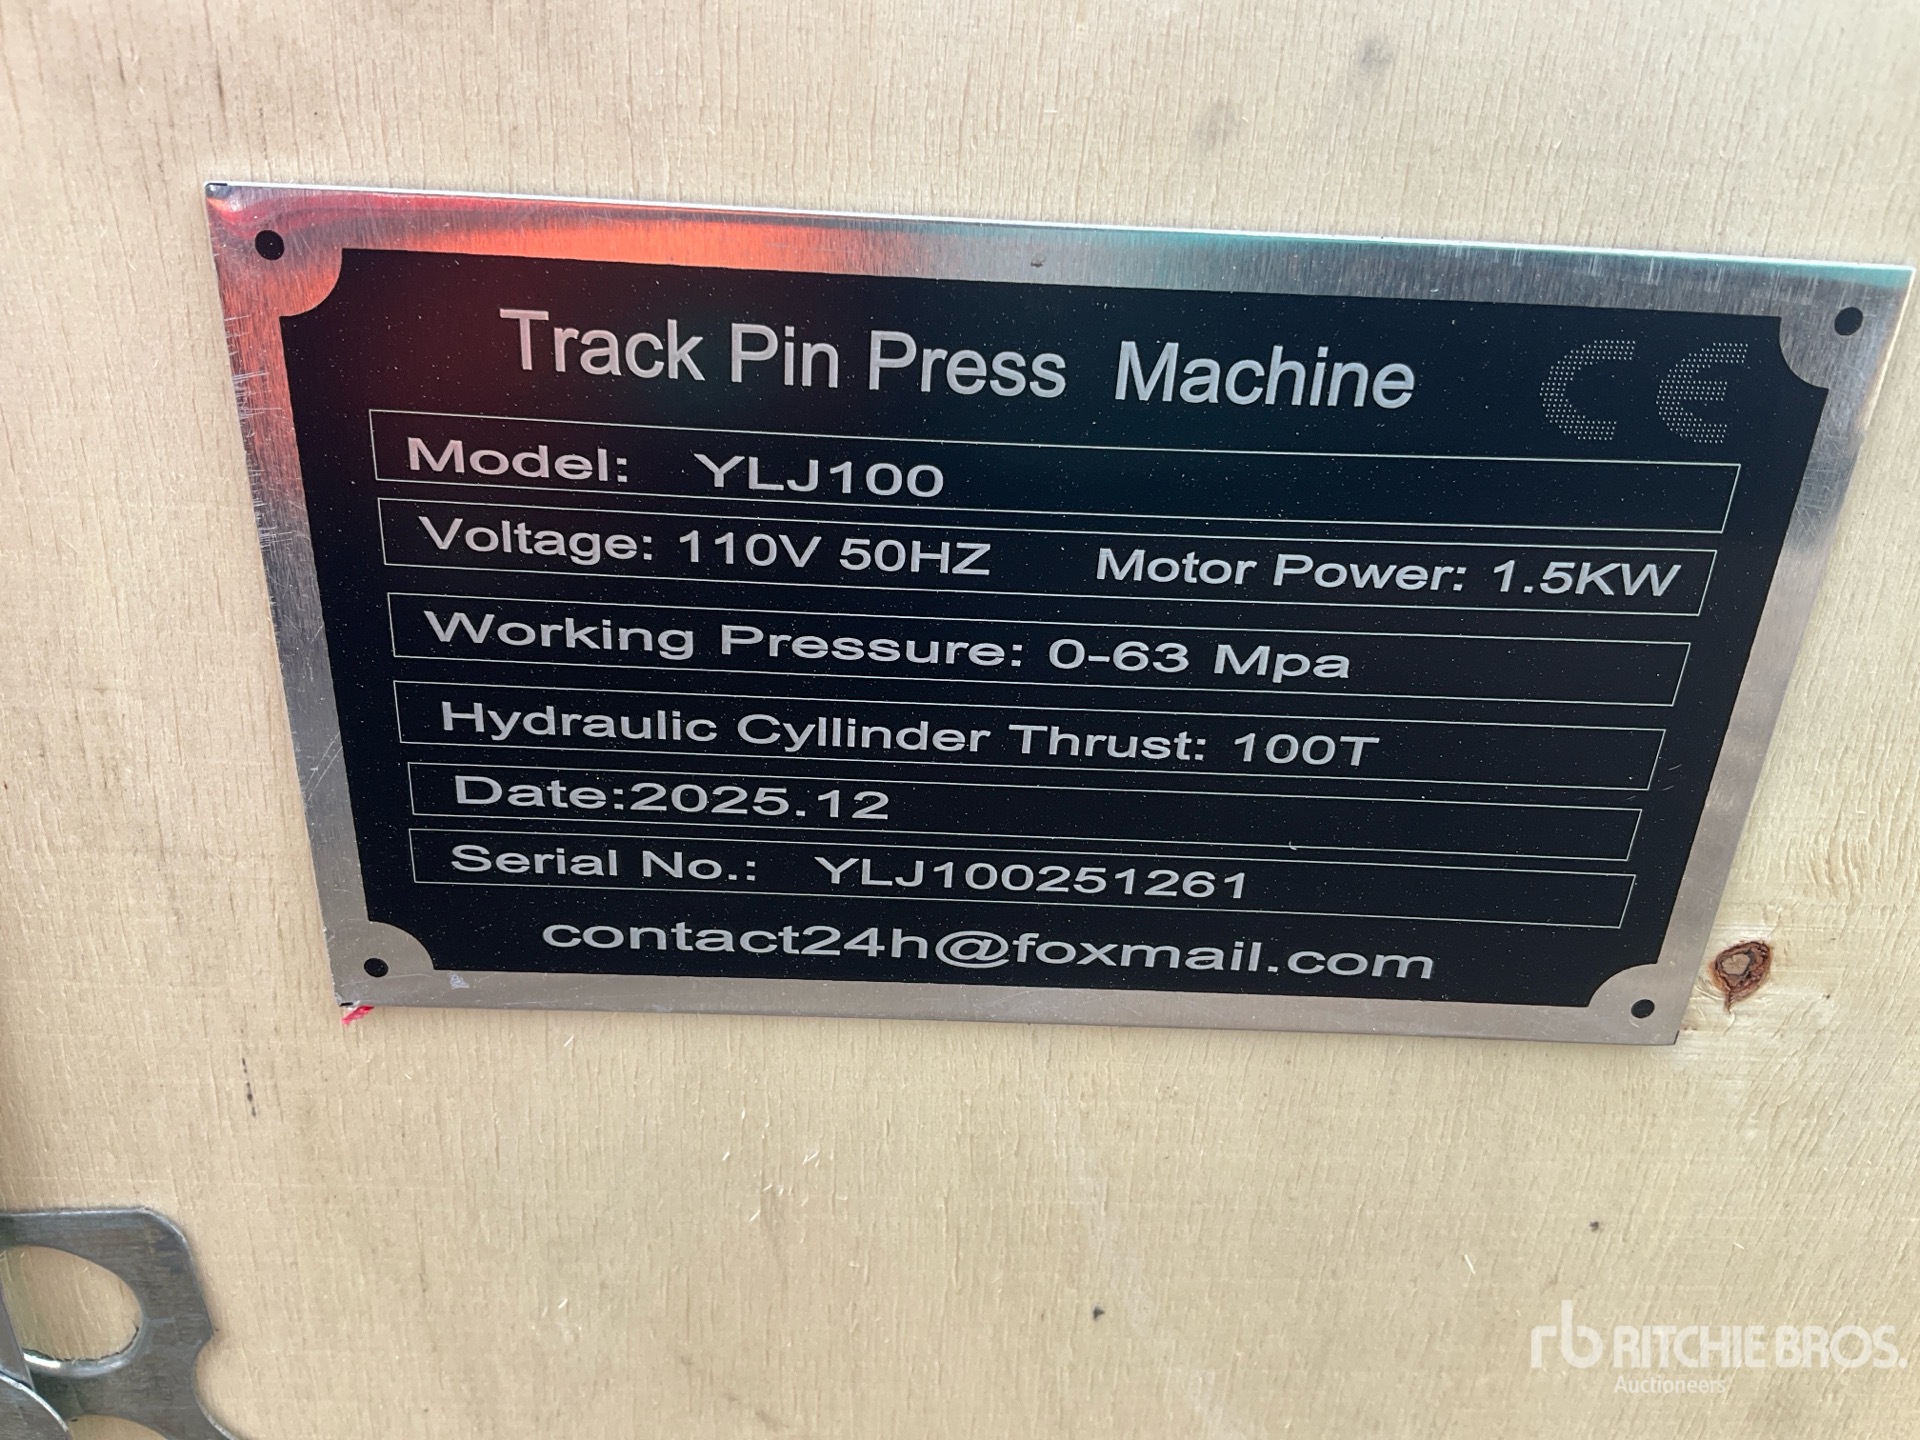 Track Pin Press Machine
CE
Model: YLJ100
Voltage: 110V 50HZ Motor Power: 1.5KW
Working Pressure: 0-63 Mpa
Hydraulic Cyllinder Thrust: 100T
Date:2025.12
Serial No.: YLJ100251261
contact24h@foxmail.com
rb RITCHIE BROS.
Auctioneers